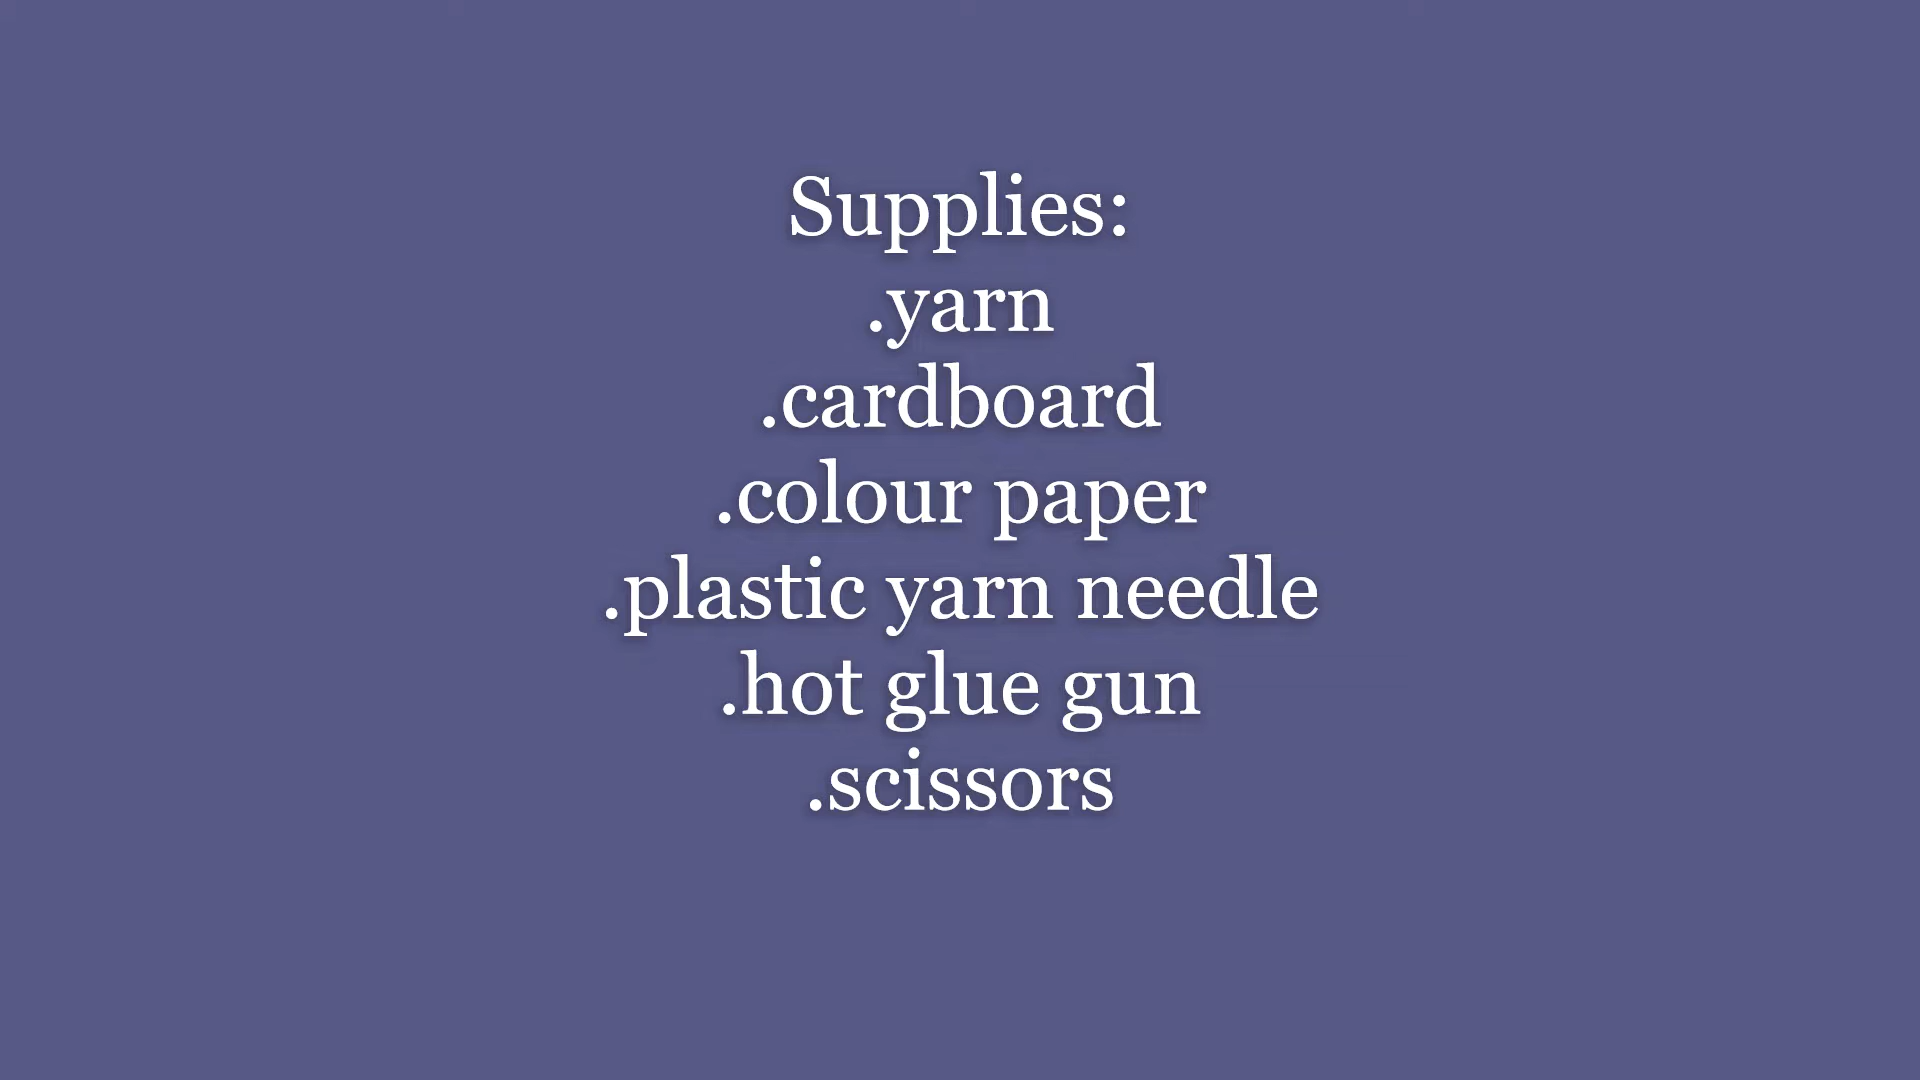 Supplies:
.yarn
.cardboard
.colour paper
.plastic yarn needle
.hot glue gun
.scissors